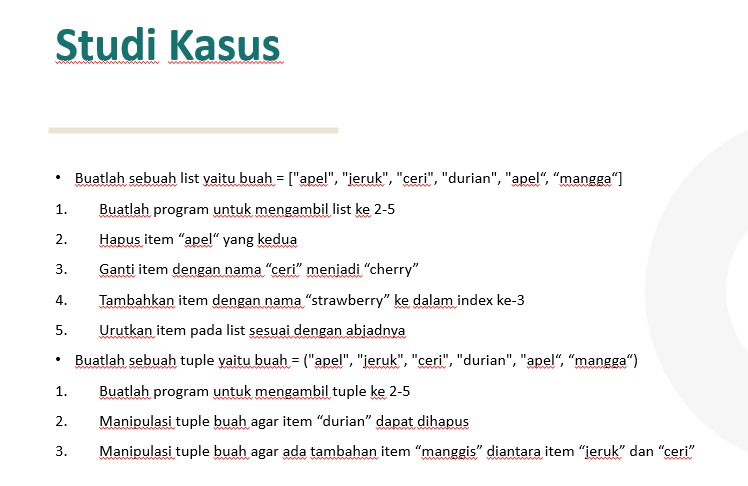 Studi Kasus
• Buatlah sebuah list yaitu buah = ["apel", "jeruk", "ceri", "durian", "apel“, “mangga“]
1. Buatlah program untuk mengambil list ke 2-5
2. Hapus item “apel“ yang kedua
3. Ganti item dengan nama “ceri” menjadi “cherry”
4. Tambahkan item dengan nama “strawberry” ke dalam index ke-3
5. Urutkan item pada list sesuai dengan abjadnya
• Buatlah sebuah tuple yaitu buah = ("apel", "jeruk", "ceri", "durian", "apel“, “mangga“)
1. Buatlah program untuk mengambil tuple ke 2-5
2. Manipulasi tuple buah agar item “durian” dapat dihapus
3. Manipulasi tuple buah agar ada tambahan item “manggis” diantara item “jeruk” dan “ceri”